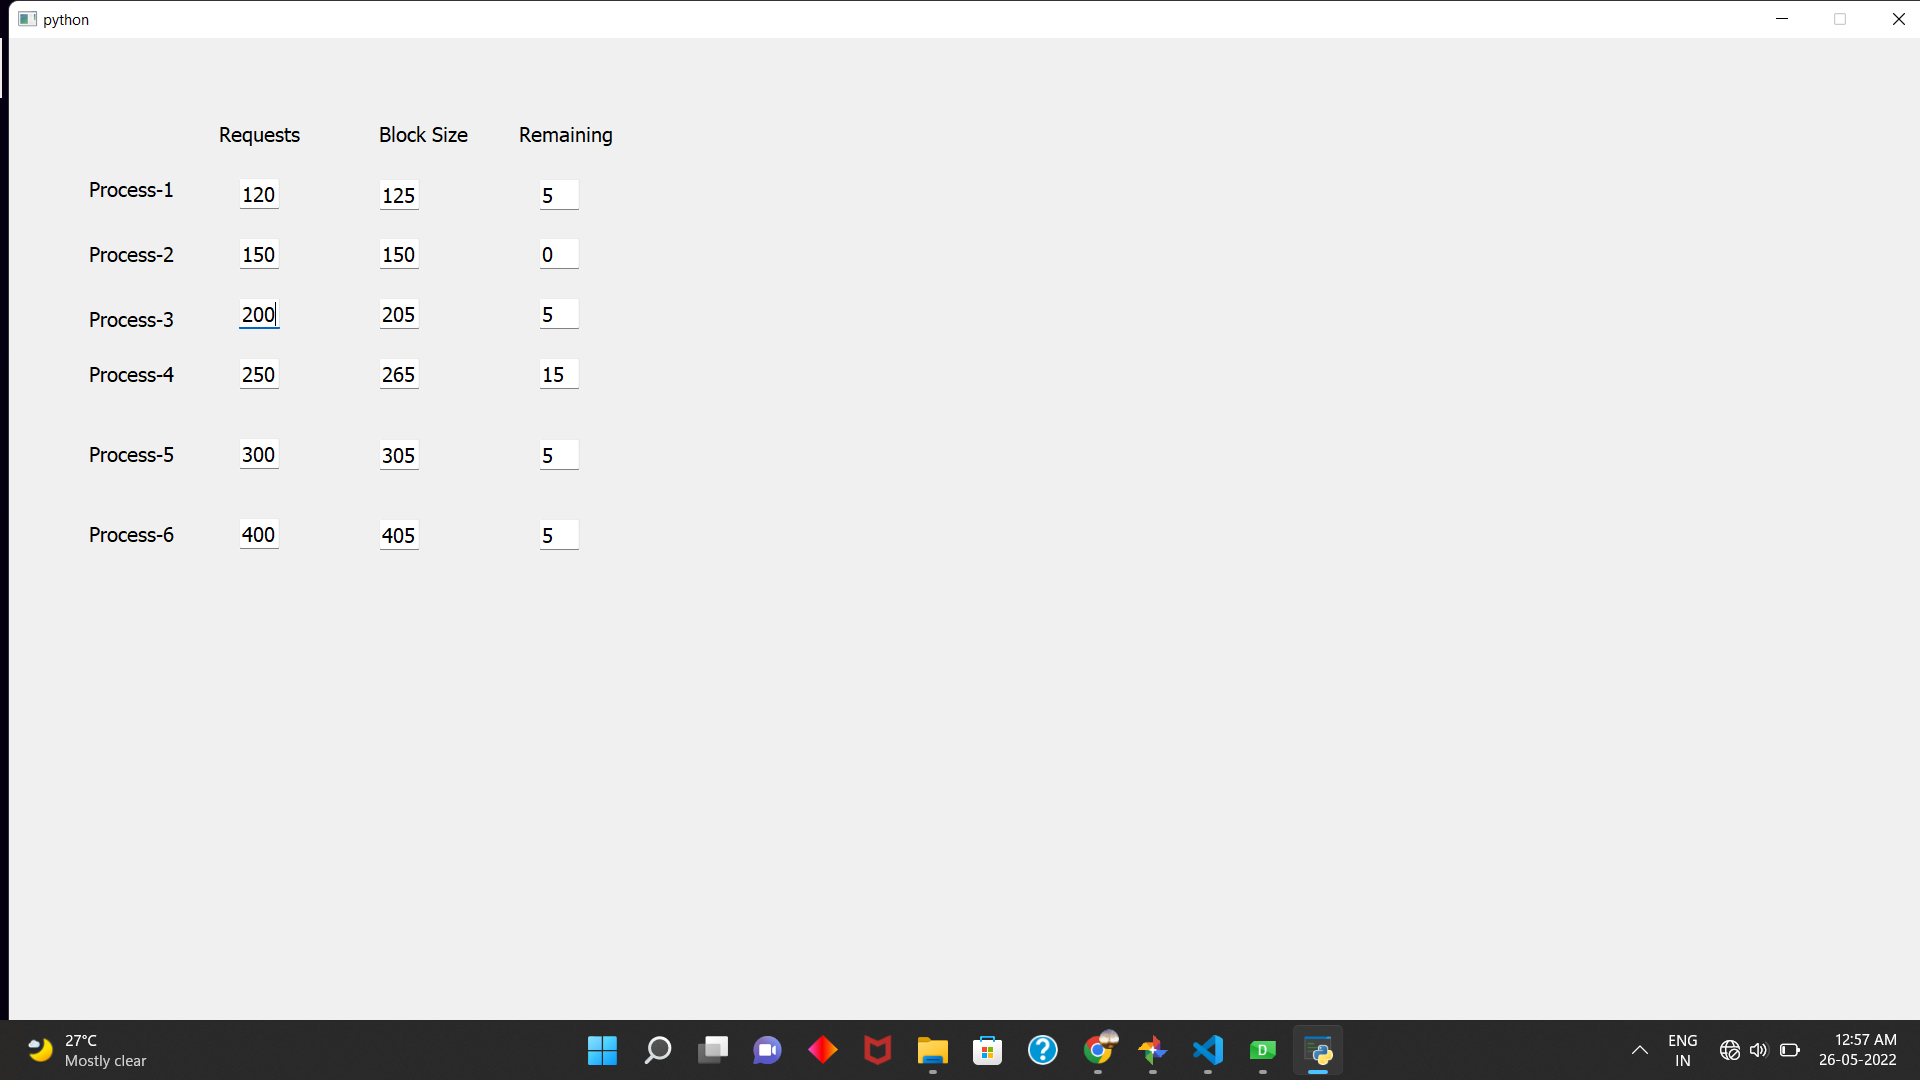 python
Requests Block Size Remaining
Process-1 120 125 5
Process-2 150 150 0
Process-3 200 205 5
Process-4 250 265 15
Process-5 300 305 5
Process-6 400 405 5
27°C
Mostly clear
D
ENG
IN
12:57 AM
26-05-2022